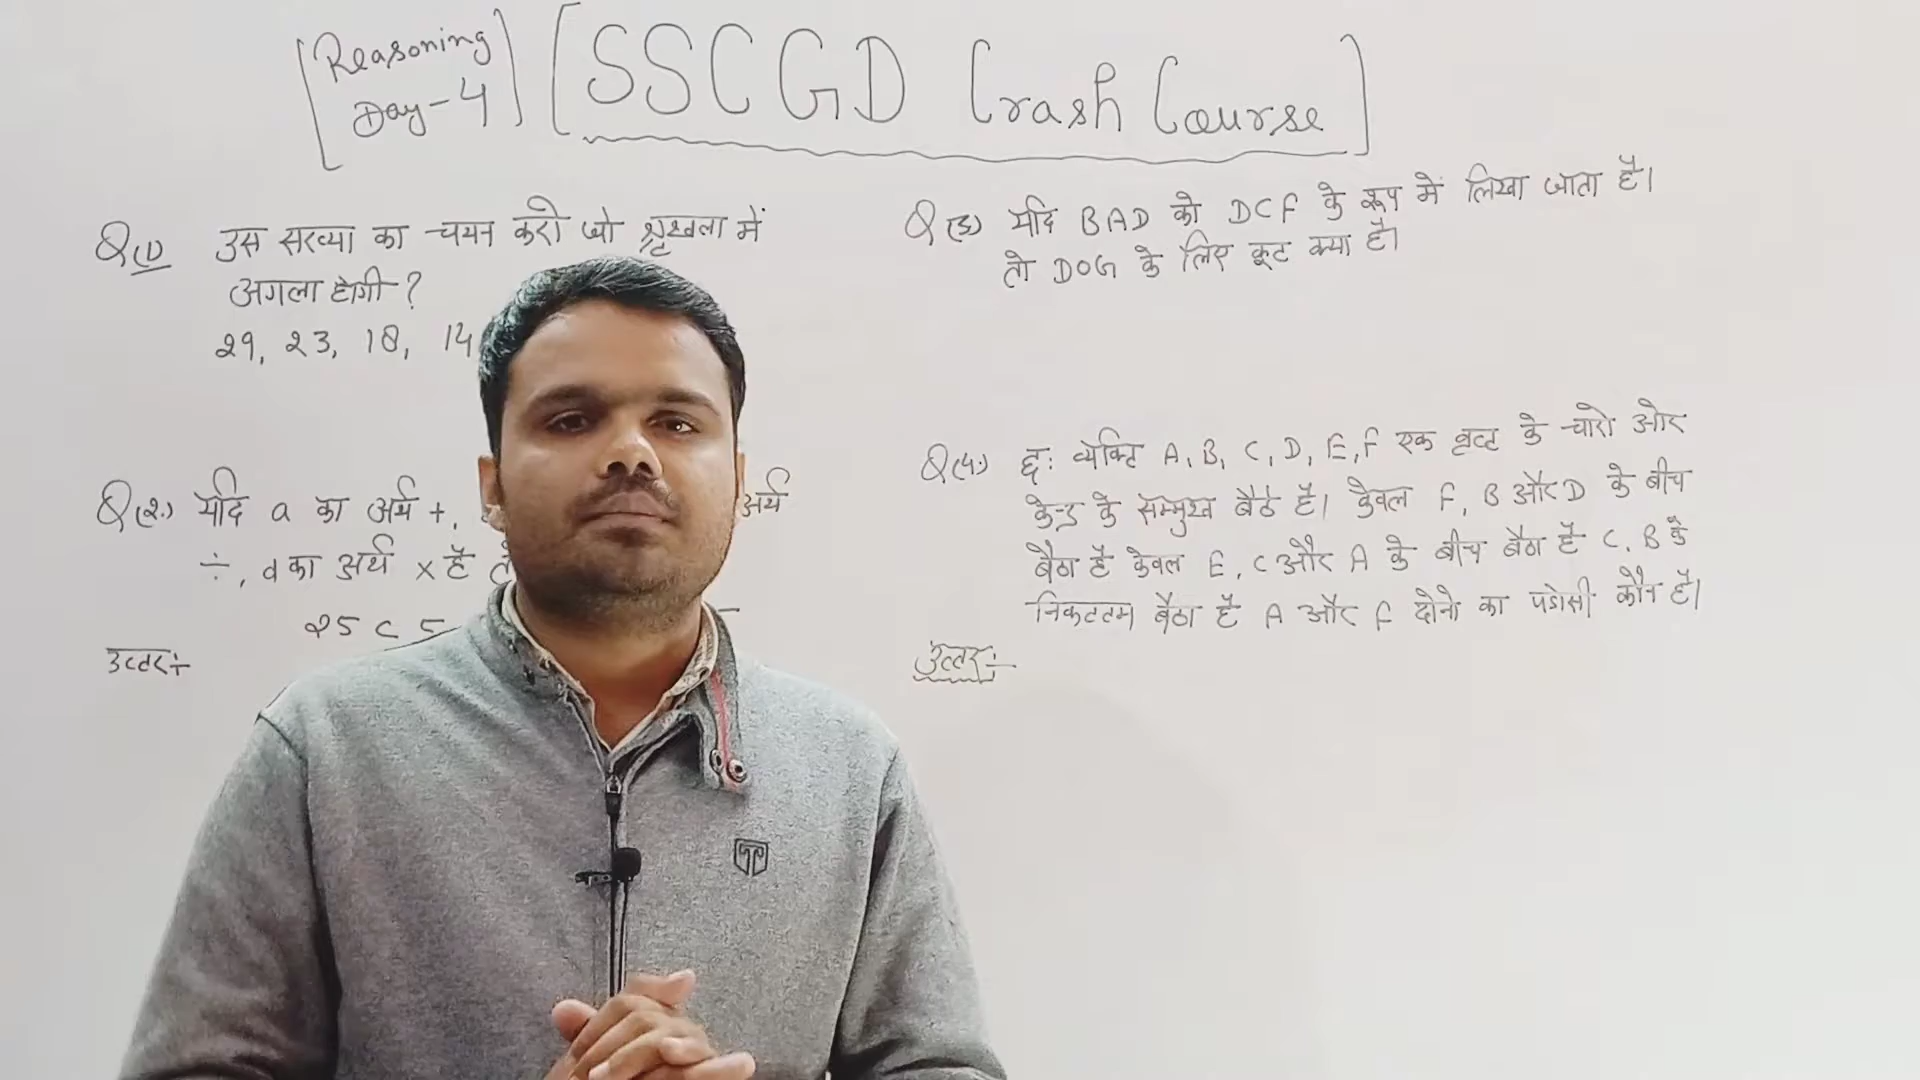 Reasoning
Day-4
SSCGD Crash Course
Q(1) उस सख्या का चयन करो जो श्रृखला में
अगला होगी ?
29, 23, 18, 14
Q(2.) यदि a का अर्थ +, अर्थ
÷, d का अर्थ × है
25 C 5
उत्तर:-
Q(3) यदि BAD को DCF के रूप में लिखा जाता है।
तो DOG के लिए कूट क्या है।
Q(4.) छः व्यक्ति A, B, C, D, E, F एक वृत्त के चारो ओर
केन्द्र के सम्मुख बैठे है। केवल F, B और D के बीच
बैठा है केवल E, C और A के बीच बैठा है C, B के
निकटतम बैठा है A और F दोनो का पडोसी कौन है।
उत्तर:-